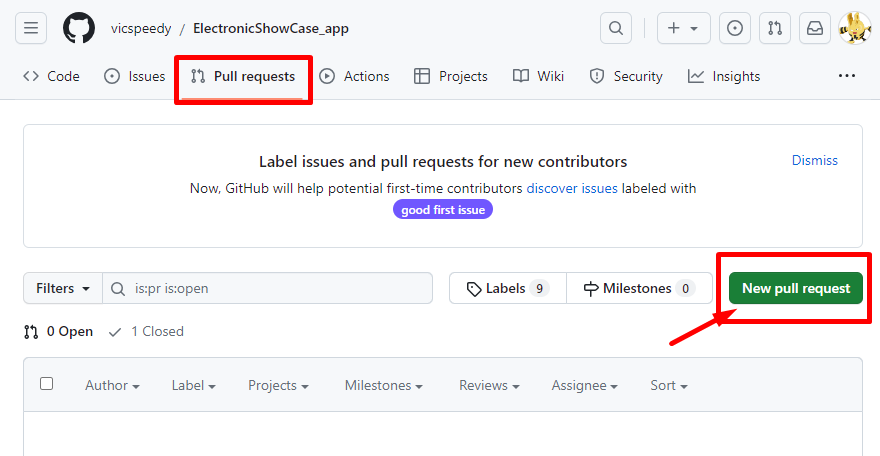 vicspeedy / ElectronicShowCase_app
Code Issues Pull requests Actions Projects Wiki Security Insights
Label issues and pull requests for new contributors
Dismiss
Now, GitHub will help potential first-time contributors discover issues labeled with
good first issue
Filters is:pr is:open Labels 9 Milestones 0 New pull request
0 Open 1 Closed
Author Label Projects Milestones Reviews Assignee Sort